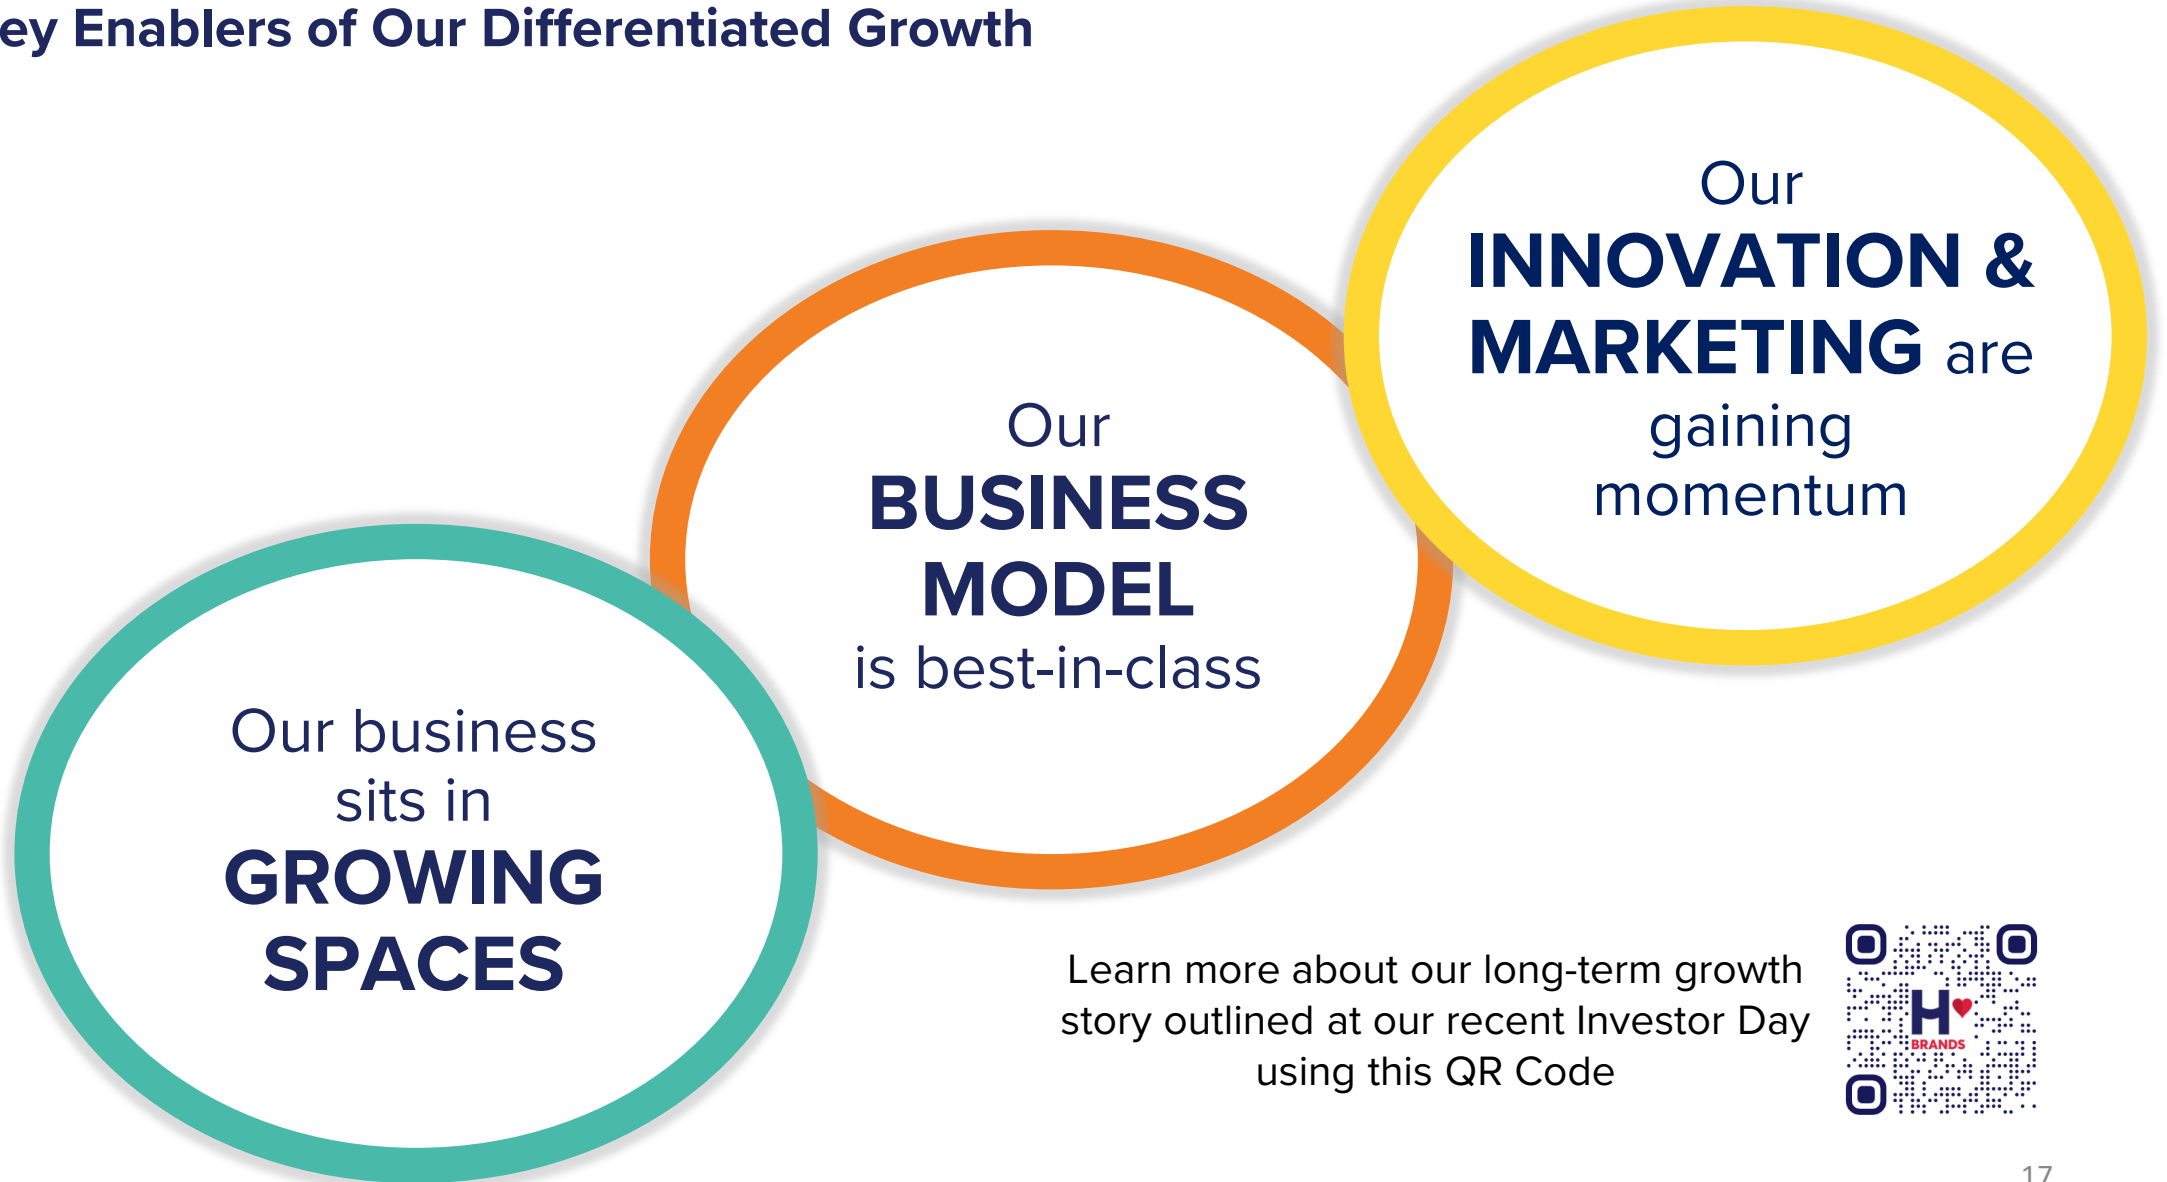 ey Enablers of Our Differentiated Growth
Our
INNOVATION &
MARKETING are
gaining
momentum
Our
BUSINESS
MODEL
is best-in-class
Our business
sits in
GROWING
SPACES
Learn more about our long-term growth
story outlined at our recent Investor Day
using this QR Code
H
BRANDS
17